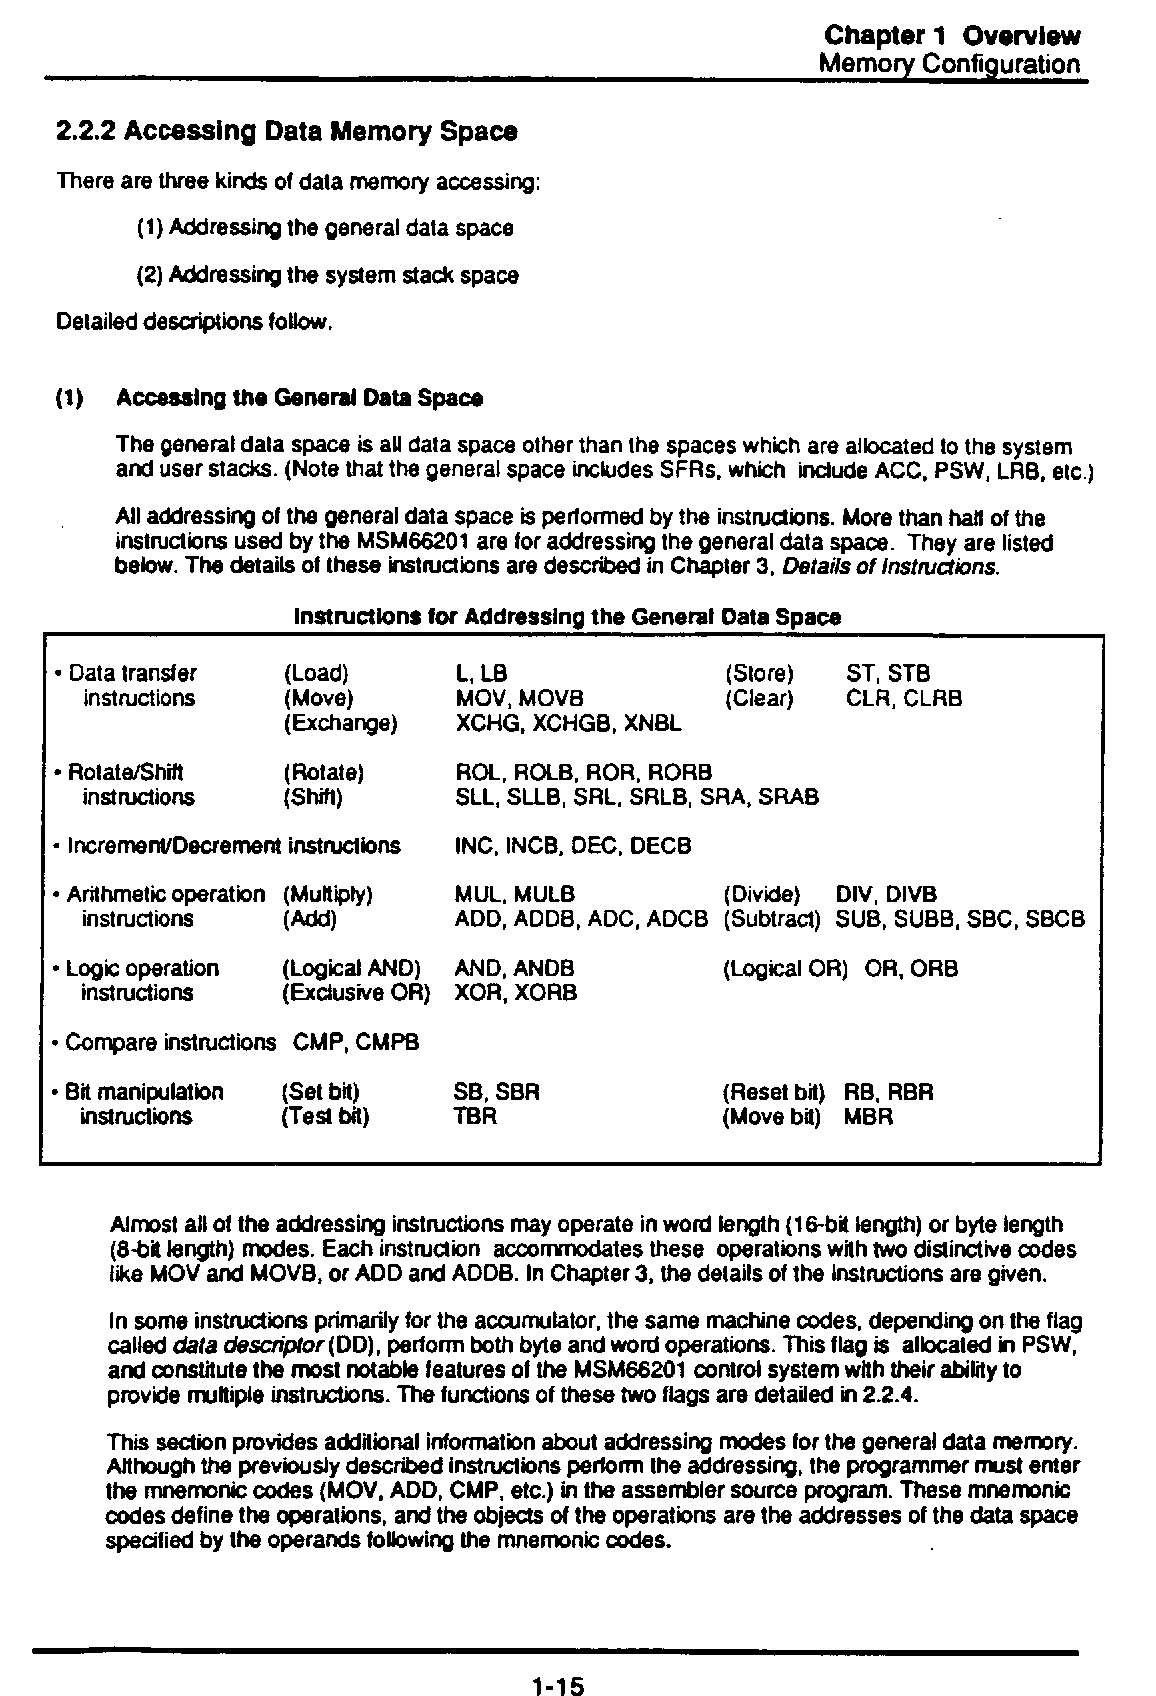 Chapter 1 Overview
Memory Configuration
2.2.2 Accessing Data Memory Space
There are three kinds of data memory accessing:
(1) Addressing the general data space
(2) Addressing the system stack space
Detailed descriptions follow.
(1) Accessing the General Data Space
The general data space is all data space other than the spaces which are allocated to the system
and user stacks. (Note that the general space includes SFRs, which include ACC, PSW, LRB, etc.)
All addressing of the general data space is performed by the instructions. More than half of the
instructions used by the MSM66201 are for addressing the general data space. They are listed
below. The details of these instructions are described in Chapter 3, Details of Instructions.
Instructions for Addressing the General Data Space
• Data transfer (Load) L, LB (Store) ST, STB
instructions (Move) MOV, MOVB (Clear) CLR, CLRB
(Exchange) XCHG, XCHGB, XNBL
• Rotate/Shift (Rotate) ROL, ROLB, ROR, RORB
instructions (Shift) SLL, SLLB, SRL, SRLB, SRA, SRAB
• Increment/Decrement instructions INC, INCB, DEC, DECB
• Arithmetic operation (Multiply) MUL, MULB (Divide) DIV, DIVB
instructions (Add) ADD, ADDB, ADC, ADCB (Subtract) SUB, SUBB, SBC, SBCB
• Logic operation (Logical AND) AND, ANDB (Logical OR) OR, ORB
instructions (Exclusive OR) XOR, XORB
• Compare instructions CMP, CMPB
• Bit manipulation (Set bit) SB, SBR (Reset bit) RB, RBR
instructions (Test bit) TBR (Move bit) MBR
Almost all of the addressing instructions may operate in word length (16-bit length) or byte length
(8-bit length) modes. Each instruction accommodates these operations with two distinctive codes
like MOV and MOVB, or ADD and ADDB. In Chapter 3, the details of the instructions are given.
In some instructions primarily for the accumulator, the same machine codes, depending on the flag
called data descriptor (DD), perform both byte and word operations. This flag is allocated in PSW,
and constitute the most notable features of the MSM66201 control system with their ability to
provide multiple instructions. The functions of these two flags are detailed in 2.2.4.
This section provides additional information about addressing modes for the general data memory.
Although the previously described instructions perform the addressing, the programmer must enter
the mnemonic codes (MOV, ADD, CMP, etc.) in the assembler source program. These mnemonic
codes define the operations, and the objects of the operations are the addresses of the data space
specified by the operands following the mnemonic codes.
1-15